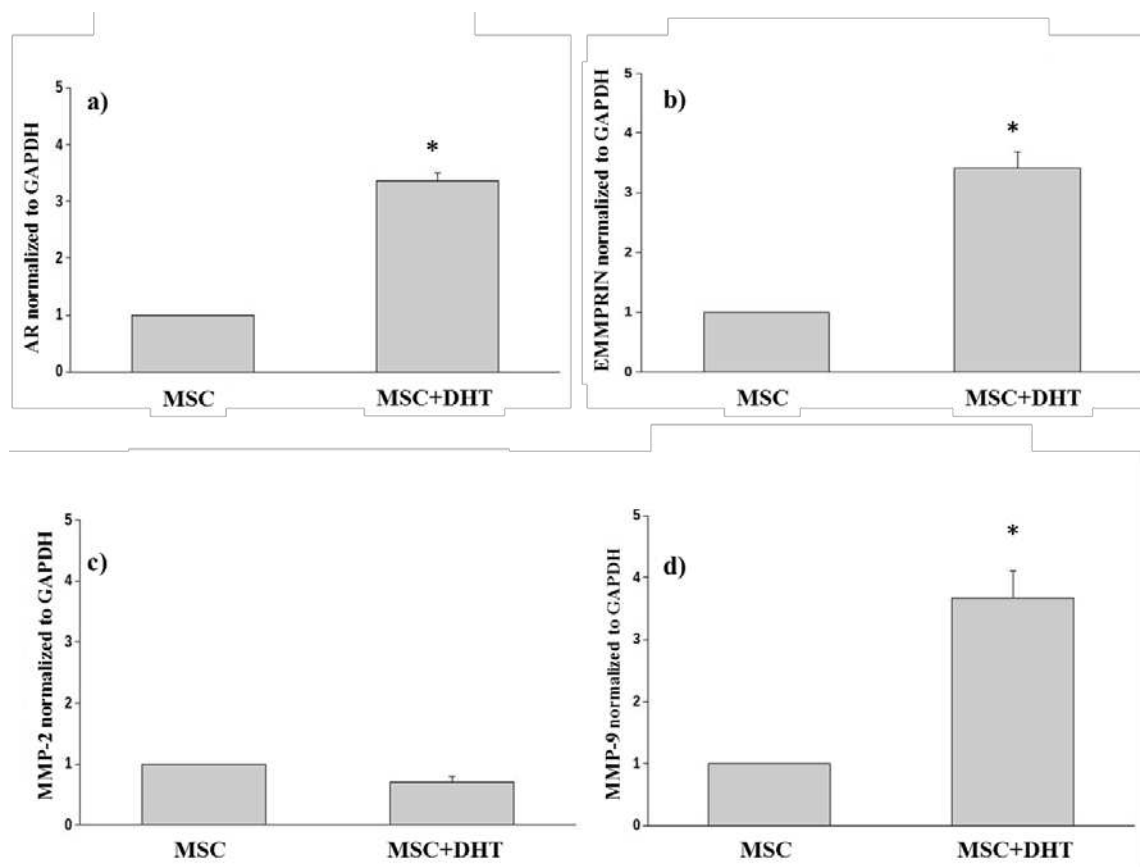 a)
AR normalized to GAPDH
5
4
3
2
1
0
*
MSC
MSC+DHT
b)
EMMPRIN normalized to GAPDH
5
4
3
2
1
0
*
MSC
MSC+DHT
c)
MMP-2 normalized to GAPDH
5
4
3
2
1
0
MSC
MSC+DHT
d)
MMP-9 normalized to GAPDH
5
4
3
2
1
0
*
MSC
MSC+DHT